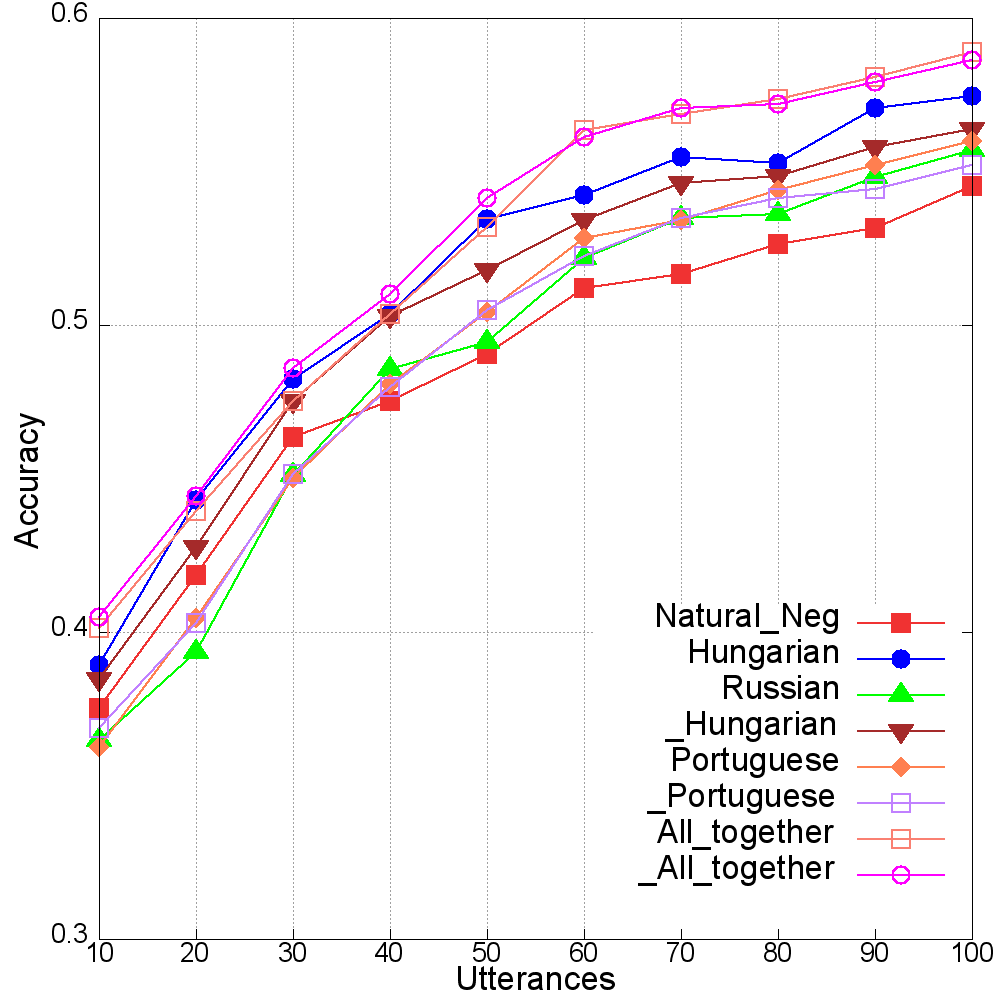 0.6
0.5
0.4
0.3
Accuracy
10 20 30 40 50 60 70 80 90 100
Utterances
Natural_Neg
Hungarian
Russian
_Hungarian
Portuguese
_Portuguese
All_together
_All_together